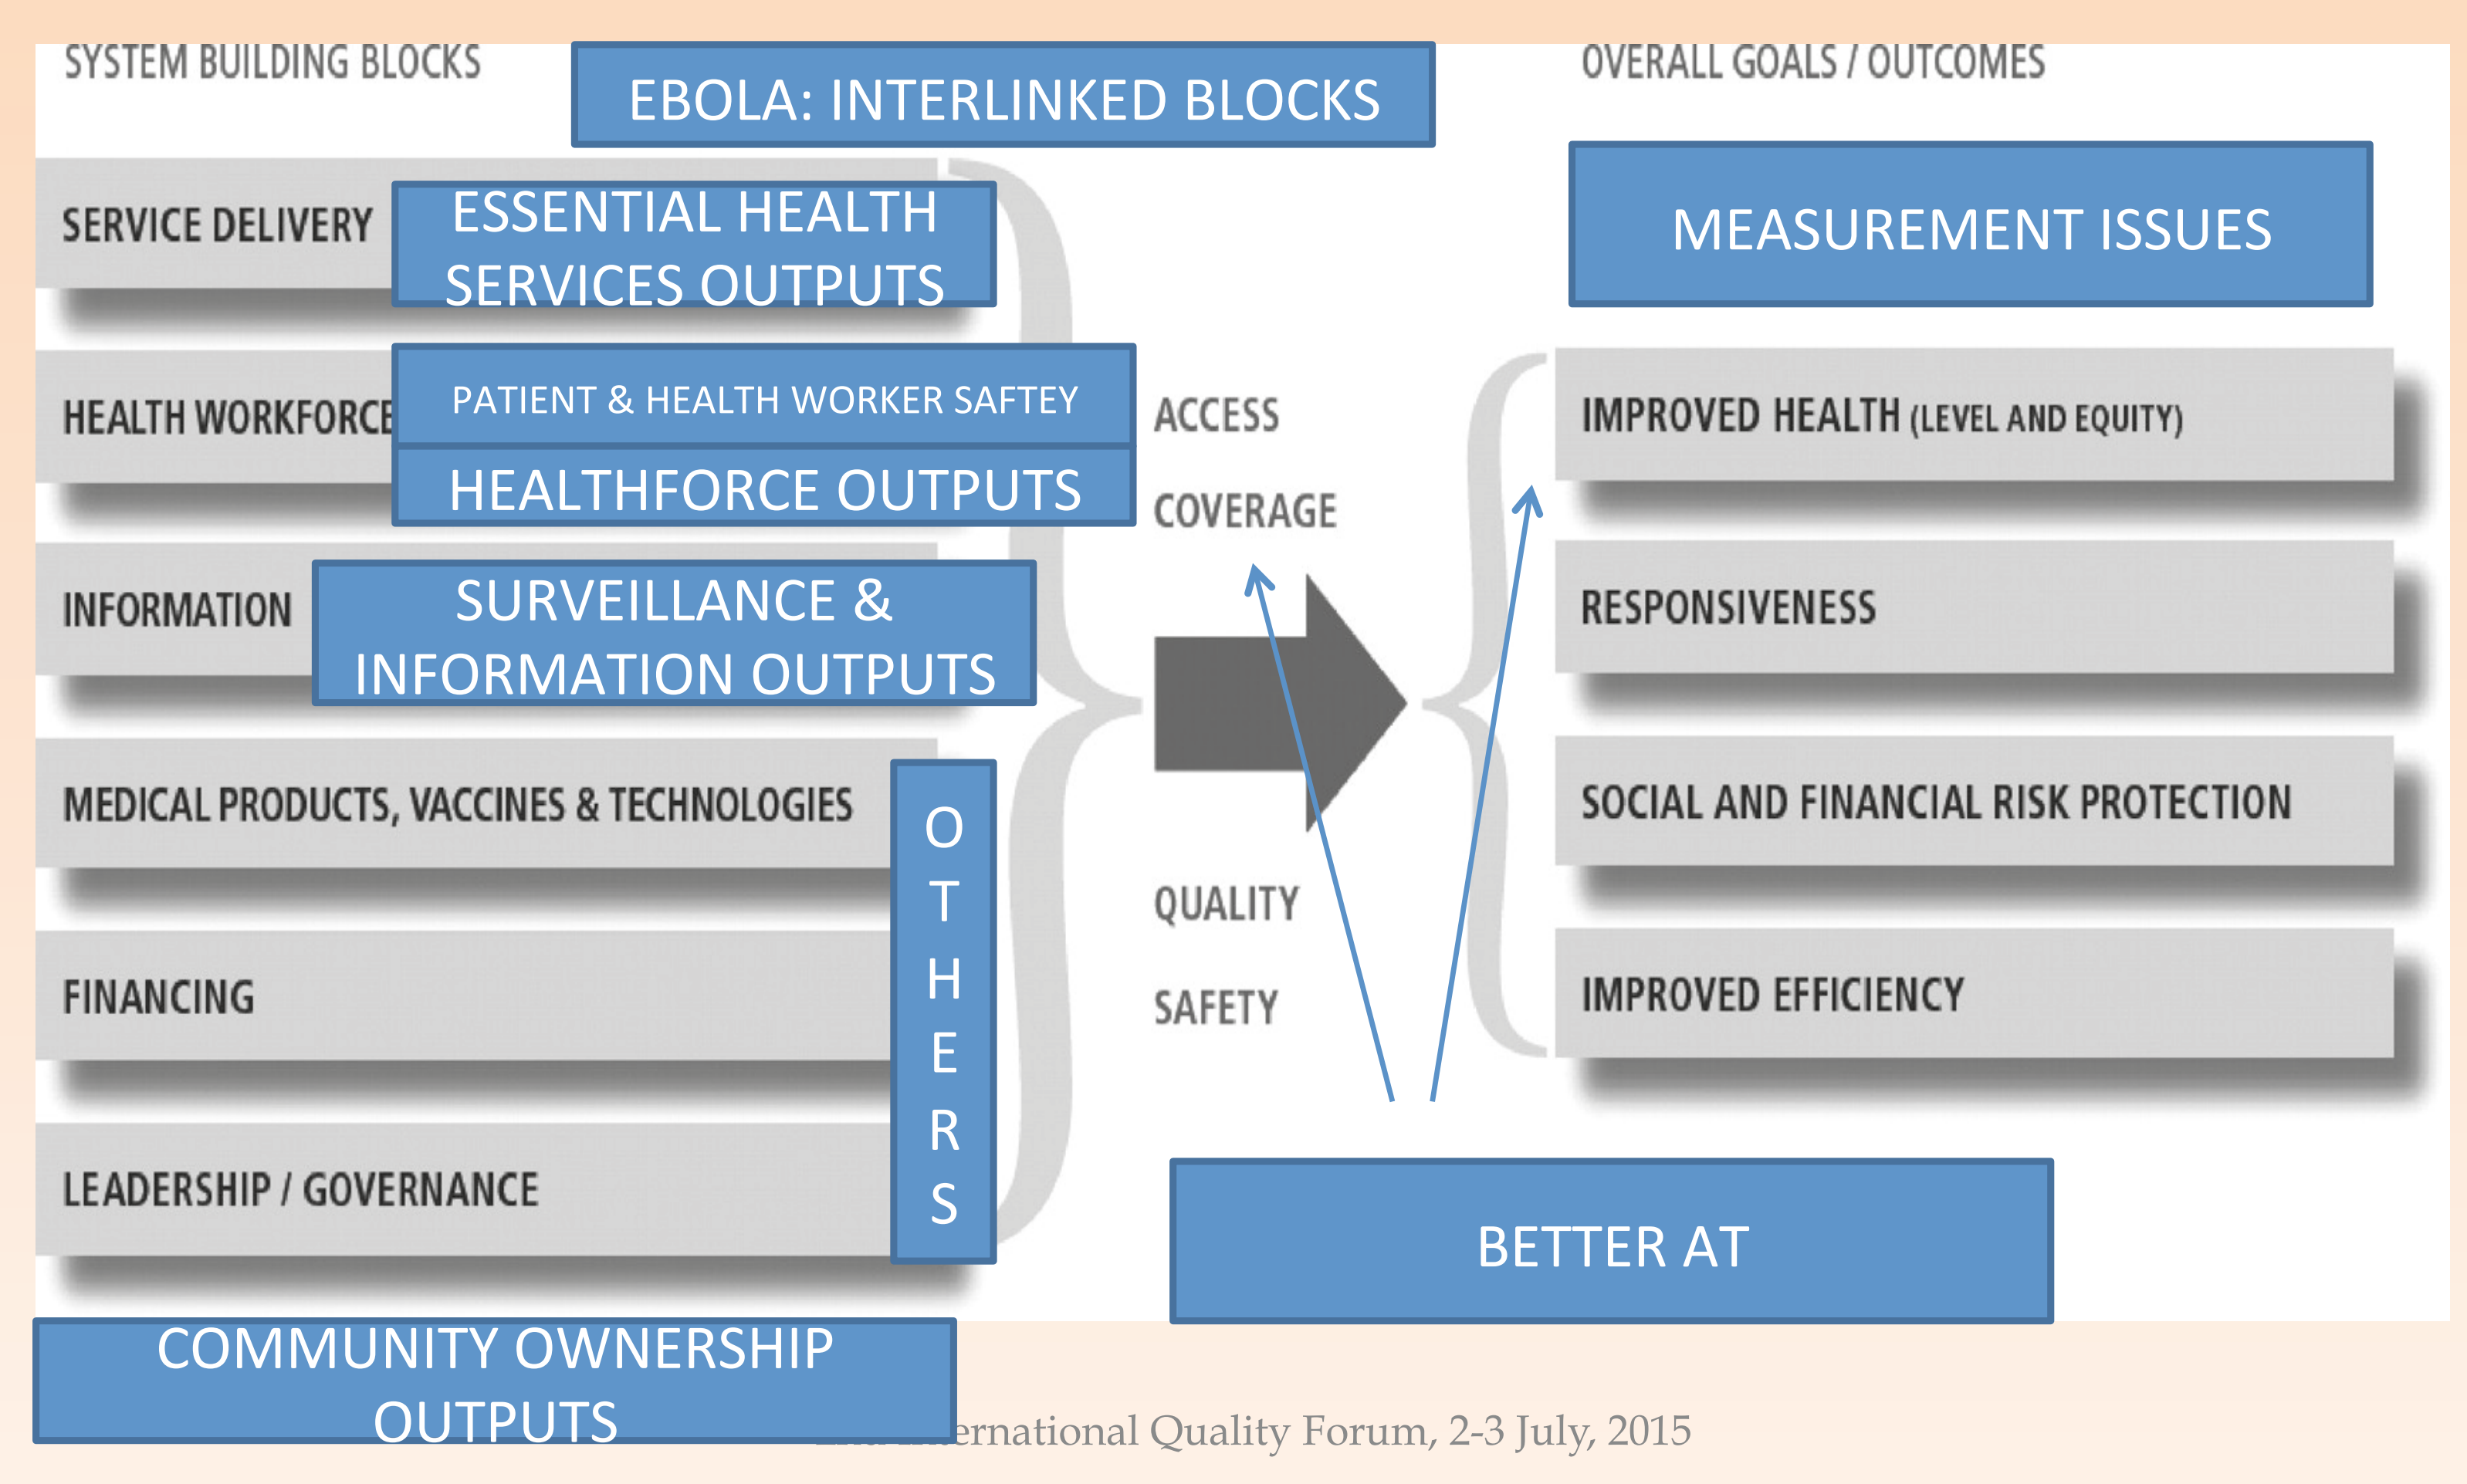 SYSTEM BUILDING BLOCKS
EBOLA: INTERLINKED BLOCKS
OVERALL GOALS / OUTCOMES
SERVICE DELIVERY
ESSENTIAL HEALTH
SERVICES OUTPUTS
MEASUREMENT ISSUES
HEALTH WORKFORCE
PATIENT & HEALTH WORKER SAFTEY
HEALTHFORCE OUTPUTS
ACCESS
COVERAGE
IMPROVED HEALTH (LEVEL AND EQUITY)
INFORMATION
SURVEILLANCE &
INFORMATION OUTPUTS
RESPONSIVENESS
MEDICAL PRODUCTS, VACCINES & TECHNOLOGIES
SOCIAL AND FINANCIAL RISK PROTECTION
O
T
H
E
R
S
QUALITY
SAFETY
FINANCING
IMPROVED EFFICIENCY
LEADERSHIP / GOVERNANCE
BETTER AT
COMMUNITY OWNERSHIP
OUTPUTS
ernational Quality Forum, 2-3 July, 2015